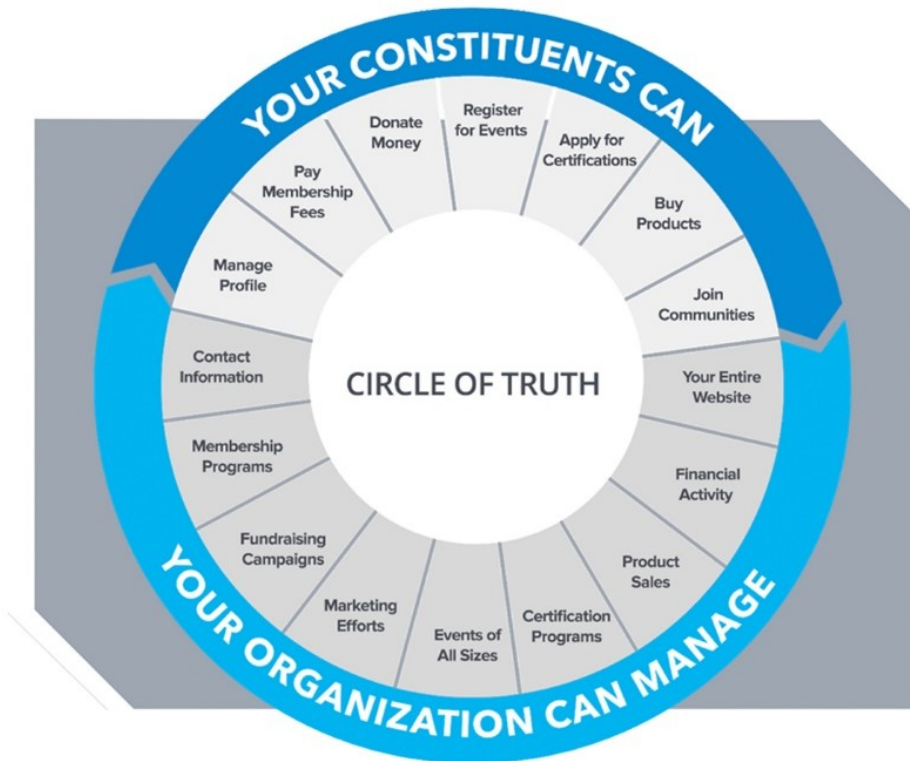 YOUR CONSTITUENTS CAN
Manage
Profile
Pay
Membership
Fees
Donate
Money
Register
for Events
Apply for
Certifications
Buy
Products
Join
Communities
CIRCLE OF TRUTH
Your Entire
Website
Financial
Activity
Product
Sales
Certification
Programs
Events of
All Sizes
Marketing
Efforts
Fundraising
Campaigns
Membership
Programs
Contact
Information
YOUR ORGANIZATION CAN MANAGE